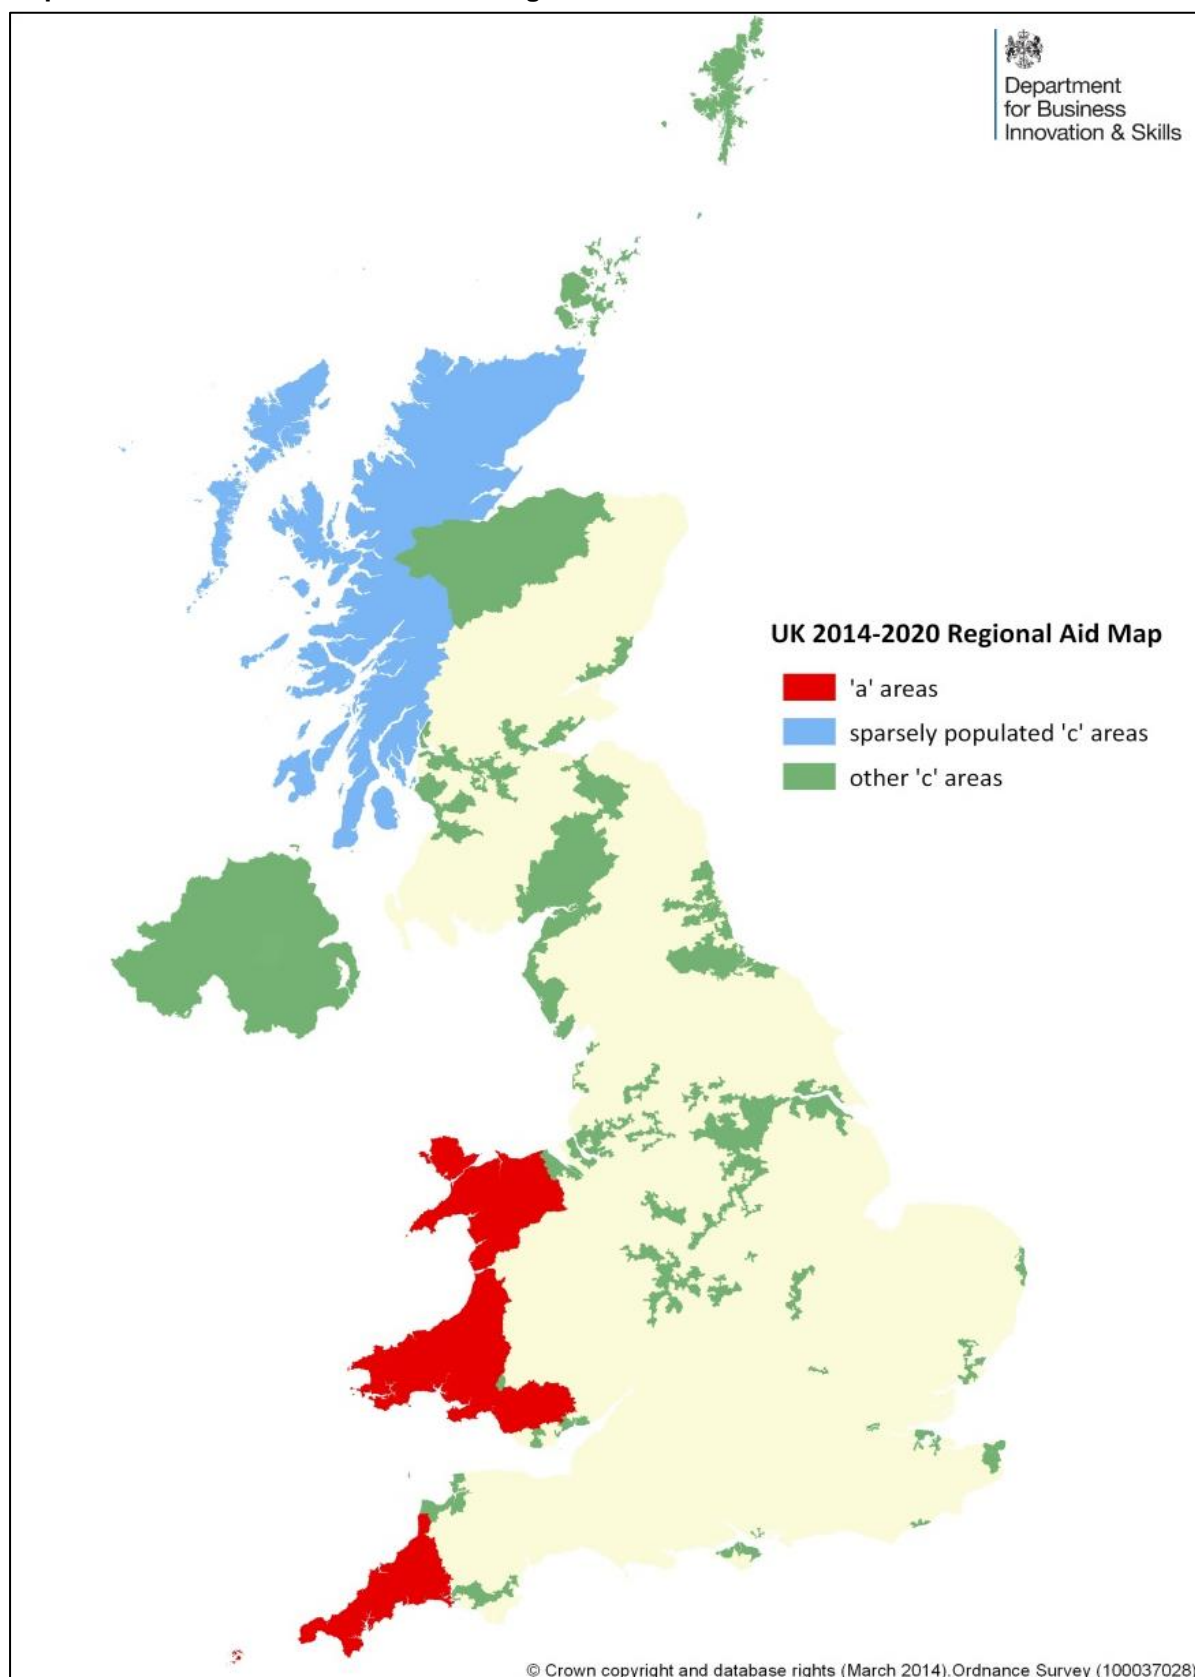 Department
for Business
Innovation & Skills
UK 2014-2020 Regional Aid Map
'a' areas
sparsely populated 'c' areas
other 'c' areas
© Crown copyright and database rights (March 2014).Ordnance Survey (100037028)